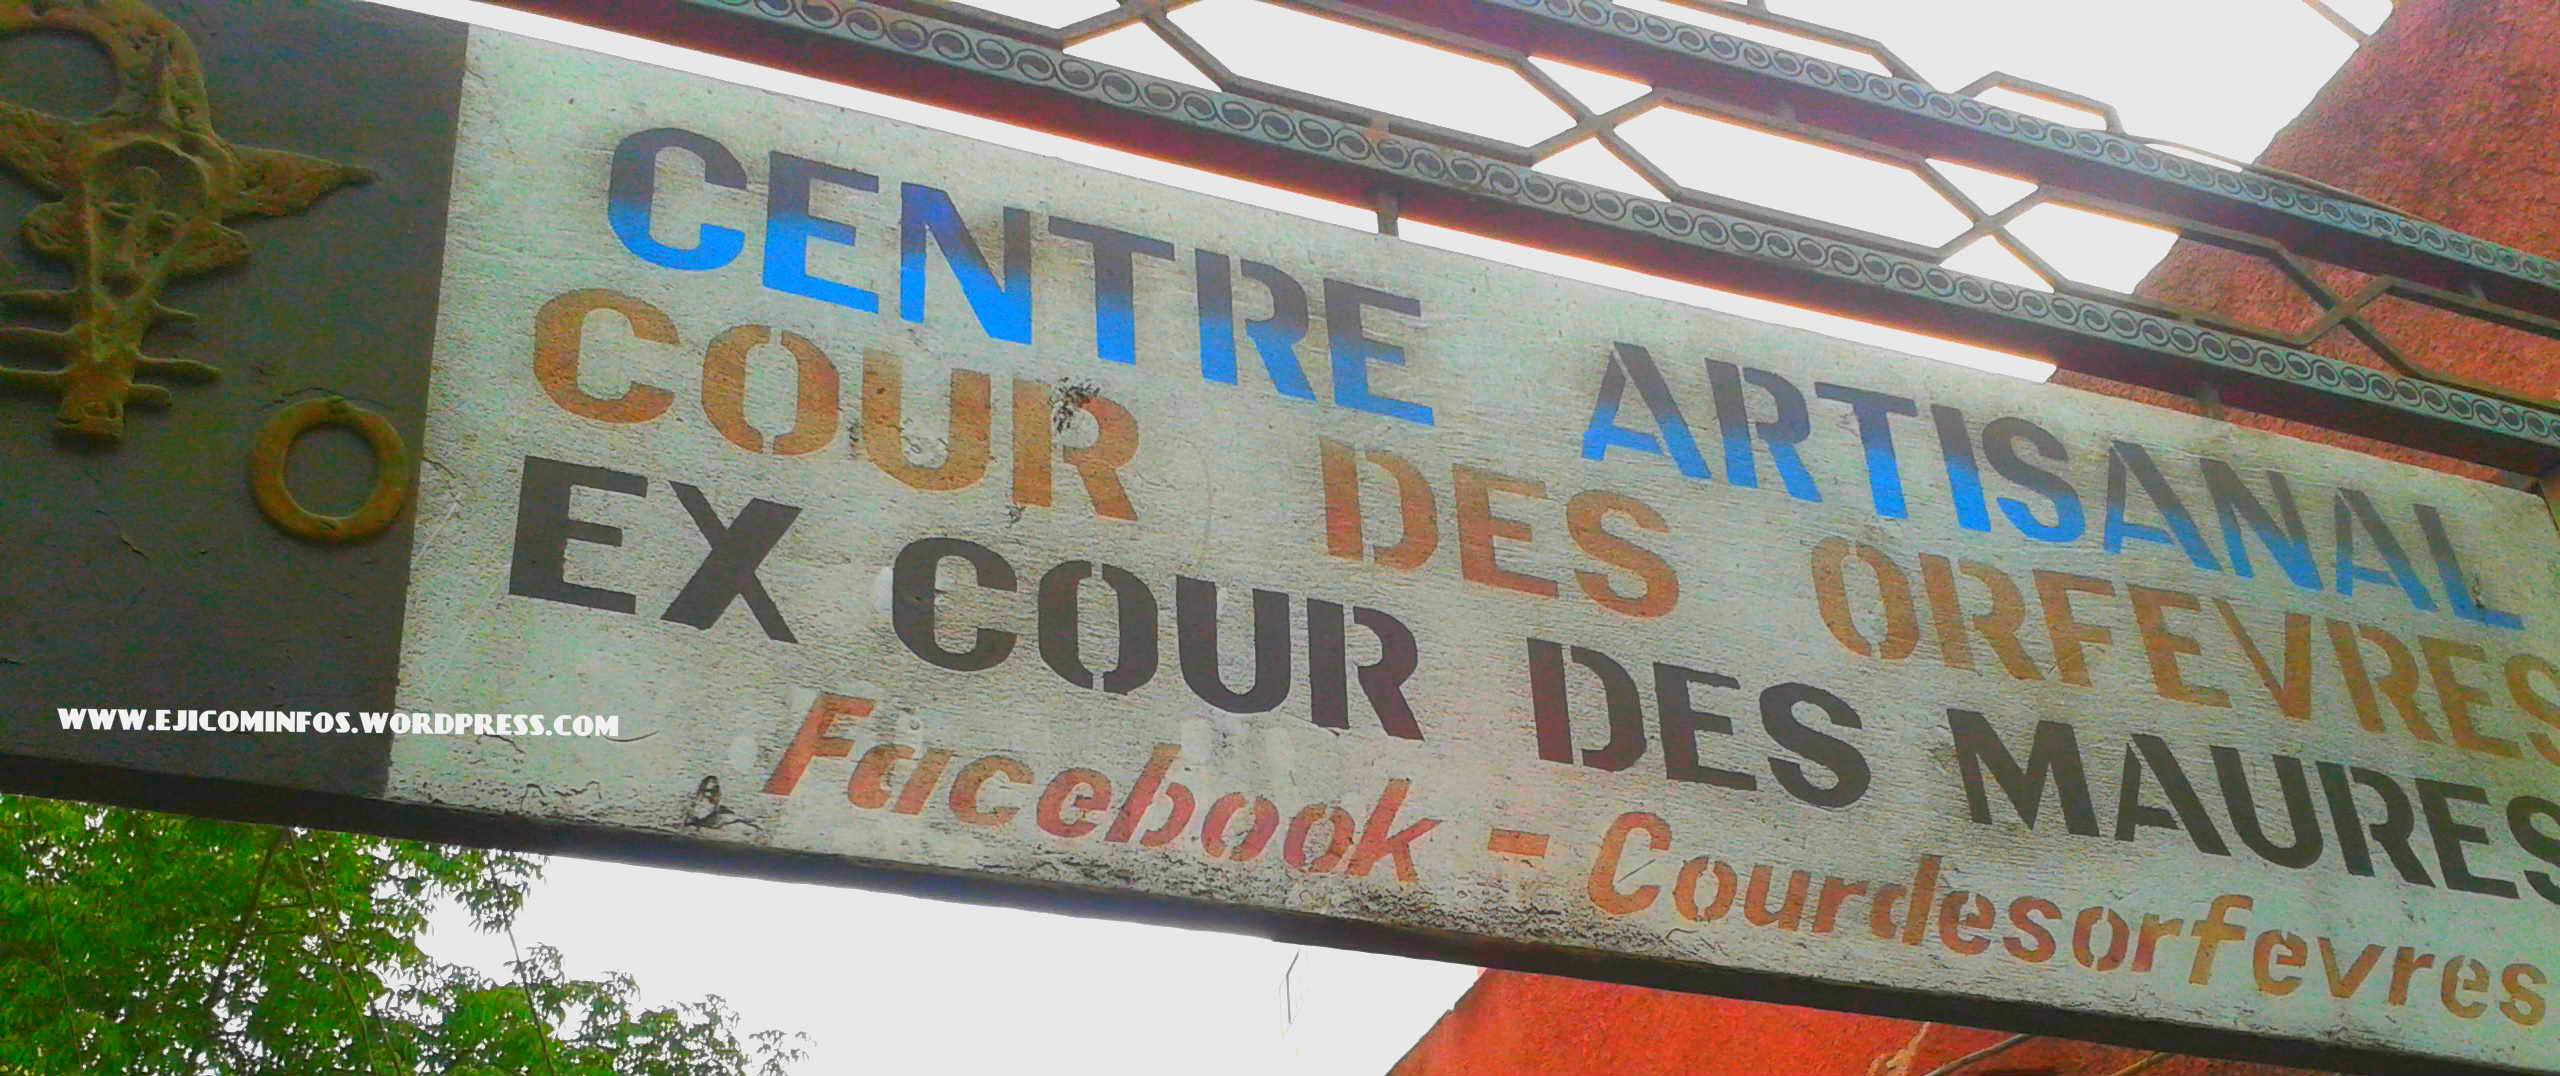 CENTRE ARTISANAL
COUR DES ORFEVRES
EX COUR DES MAURES
Facebook - Courdesorfevres
WWW.EJICOMINFOS.WORDPRESS.COM